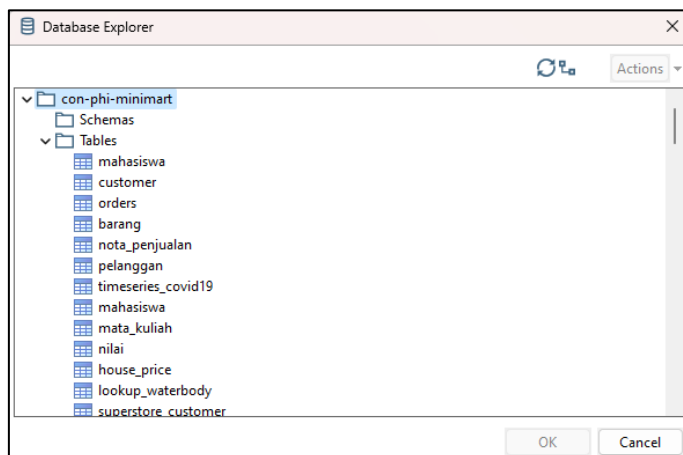 Database Explorer
Actions
con-phi-minimart
Schemas
Tables
mahasiswa
customer
orders
barang
nota_penjualan
pelanggan
timeseries_covid19
mahasiswa
mata_kuliah
nilai
house_price
lookup_waterbody
superstore_customer
OK
Cancel